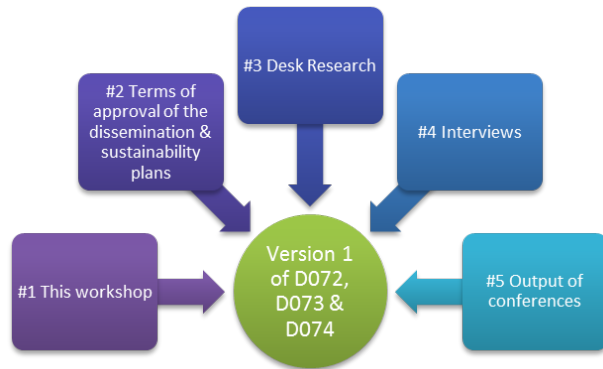 #3 Desk Research
#2 Terms of
approval of the
dissemination &
sustainability
plans
#4 Interviews
#1 This workshop
Version 1
of D072,
D073 &
D074
#5 Output of
conferences